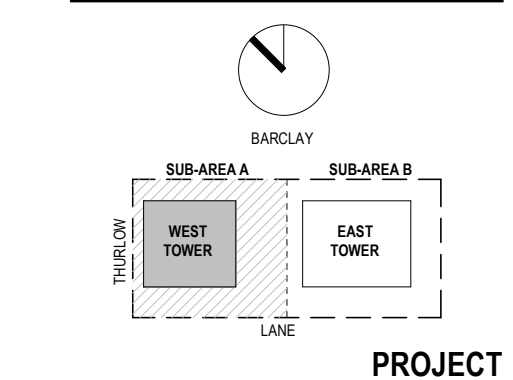 BARCLAY
SUB-AREA A
SUB-AREA B
THURLOW
WEST
TOWER
EAST
TOWER
LANE
PROJECT